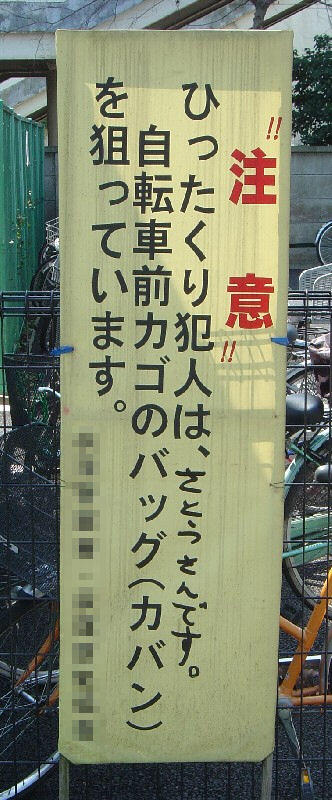 !!注意!!
ひったくり犯人は、さとうさんです。
自転車前カゴのバッグ(カバン)
を狙っています。